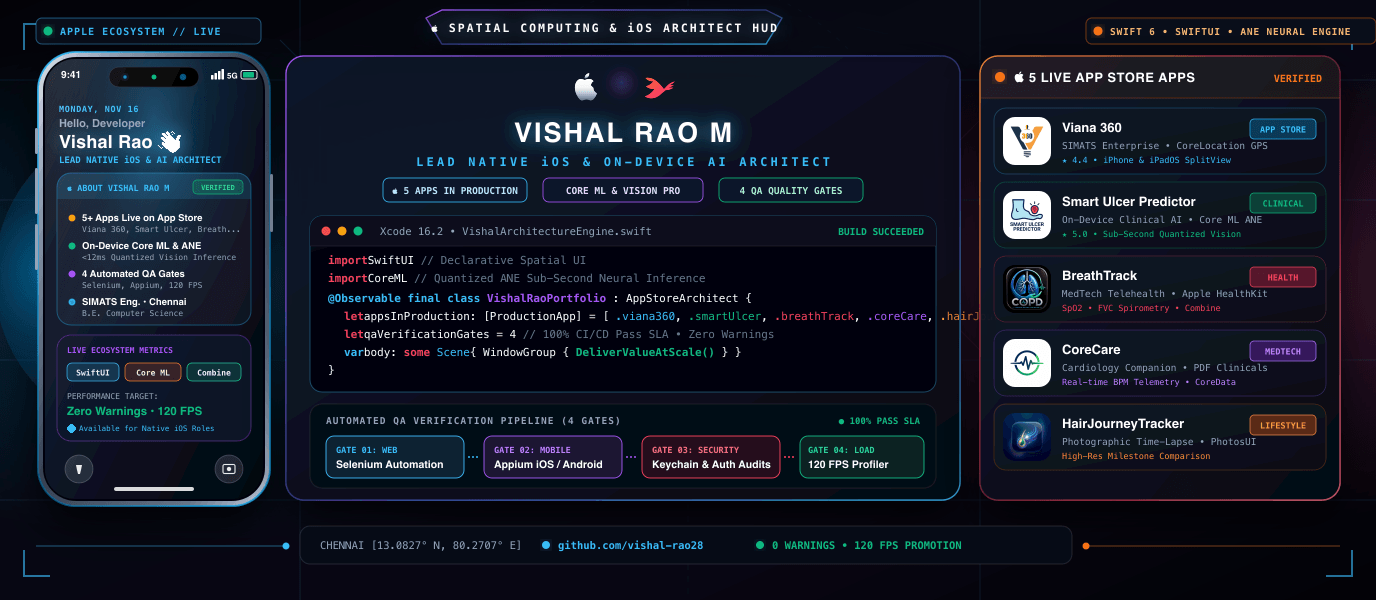 APPLE ECOSYSTEM // LIVE
SPATIAL COMPUTING & iOS ARCHITECT HUD
SWIFT 6 • SWIFTUI • ANE NEURAL ENGINE
9:41
5G
MONDAY, NOV 16
Hello, Developer
Vishal Rao 👋
LEAD NATIVE iOS & AI ARCHITECT
ABOUT VISHAL RAO M
VERIFIED
5+ Apps Live on App Store
Viana 360, Smart Ulcer, Breath...
On-Device Core ML & ANE
<12ms Quantized Vision Inference
4 Automated QA Gates
Selenium, Appium, 120 FPS
SIMATS Eng. · Chennai
B.E. Computer Science
LIVE ECOSYSTEM METRICS
SwiftUI
Core ML
Combine
PERFORMANCE TARGET:
Zero Warnings · 120 FPS
Available for Native iOS Roles
VISHAL RAO M
LEAD NATIVE iOS & ON-DEVICE AI ARCHITECT
5 APPS IN PRODUCTION
CORE ML & VISION PRO
4 QA QUALITY GATES
Xcode 16.2 • VishalArchitectureEngine.swift
BUILD SUCCEEDED
importSwiftUI // Declarative Spatial UI
importCoreML // Quantized ANE Sub-Second Neural Inference
@Observable final class VishalRaoPortfolio : AppStoreArchitect {
letappsInProduction: [ProductionApp] = [ .viana360, .smartUlcer, .breathTrack, .coreCare, .hairJ
letqaVerificationGates = 4 // 100% CI/CD Pass SLA • Zero Warnings
varbody: some Scene{ WindowGroup { DeliverValueAtScale() } }
}
AUTOMATED QA VERIFICATION PIPELINE (4 GATES)
● 100% PASS SLA
GATE 01: WEB
Selenium Automation
GATE 02: MOBILE
Appium iOS / Android
GATE 03: SECURITY
Keychain & Auth Audits
GATE 04: LOAD
120 FPS Profiler
5 LIVE APP STORE APPS
VERIFIED
Viana 360
APP STORE
SIMATS Enterprise • CoreLocation GPS
★ 4.4 • iPhone & iPadOS SplitView
SMART ULCER
PREDICTOR
Smart Ulcer Predictor
CLINICAL
On-Device Clinical AI • Core ML ANE
★ 5.0 • Sub-Second Quantized Vision
COPD
BreathTrack
HEALTH
MedTech Telehealth • Apple HealthKit
SpO2 • FVC Spirometry • Combine
CoreCare
MEDTECH
Cardiology Companion • PDF Clinicals
Real-time BPM Telemetry • CoreData
HairJourneyTracker
LIFESTYLE
Photographic Time-Lapse • PhotosUI
High-Res Milestone Comparison
CHENNAI [13.0827° N, 80.2707° E]
github.com/vishal-rao28
0 WARNINGS • 120 FPS PROMOTION